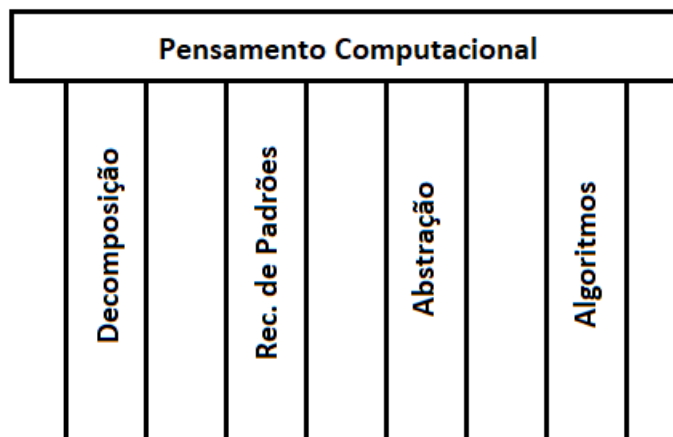 Pensamento Computacional
Decomposição
Rec. de Padrões
Abstração
Algoritmos